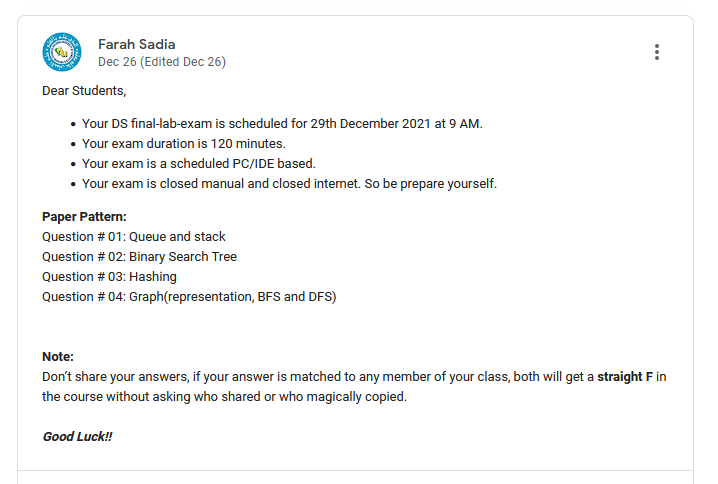 Farah Sadia
Dec 26 (Edited Dec 26)
Dear Students,
• Your DS final-lab-exam is scheduled for 29th December 2021 at 9 AM.
• Your exam duration is 120 minutes.
• Your exam is a scheduled PC/IDE based.
• Your exam is closed manual and closed internet. So be prepare yourself.
Paper Pattern:
Question # 01: Queue and stack
Question # 02: Binary Search Tree
Question # 03: Hashing
Question # 04: Graph(representation, BFS and DFS)
Note:
Don’t share your answers, if your answer is matched to any member of your class, both will get a straight F in
the course without asking who shared or who magically copied.
Good Luck!!